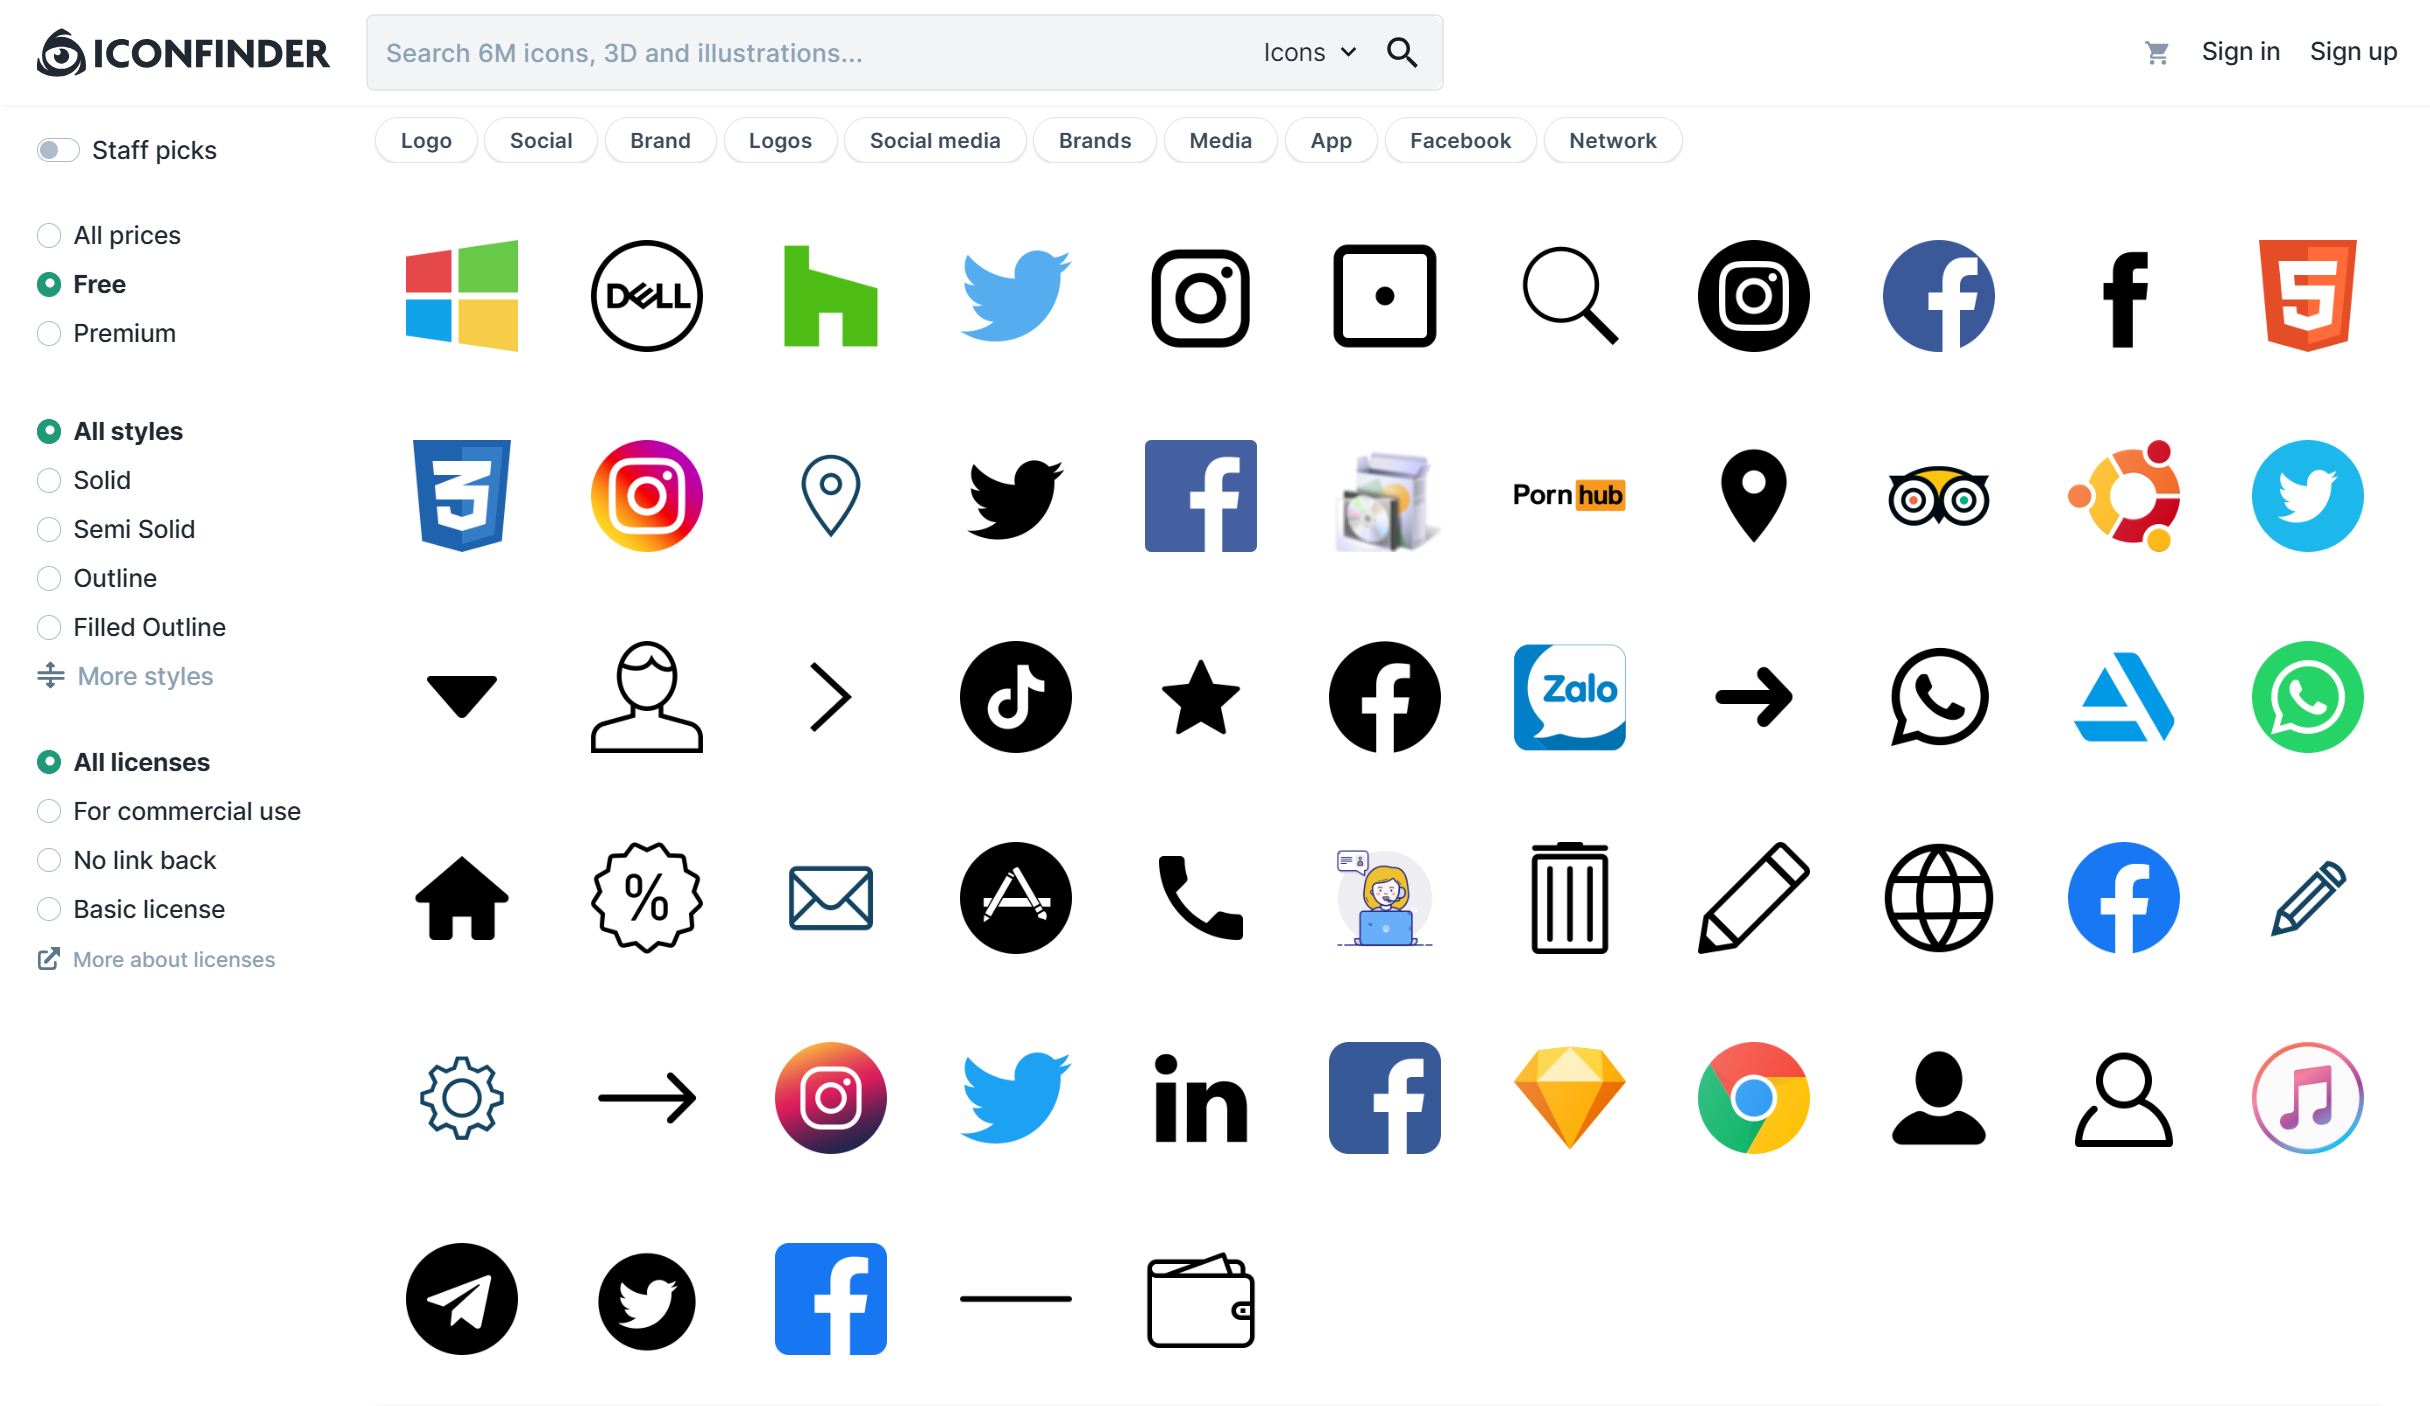 ICONFINDER
Search 6M icons, 3D and illustrations...
Icons
Sign in
Sign up
Staff picks
Logo
Social
Brand
Logos
Social media
Brands
Media
App
Facebook
Network
All prices
Free
Premium
All styles
Solid
Semi Solid
Outline
Filled Outline
More styles
All licenses
For commercial use
No link back
Basic license
More about licenses
DELL
f
f
5
3
f
Porn hub
f
Zalo
%
f
in
f
f